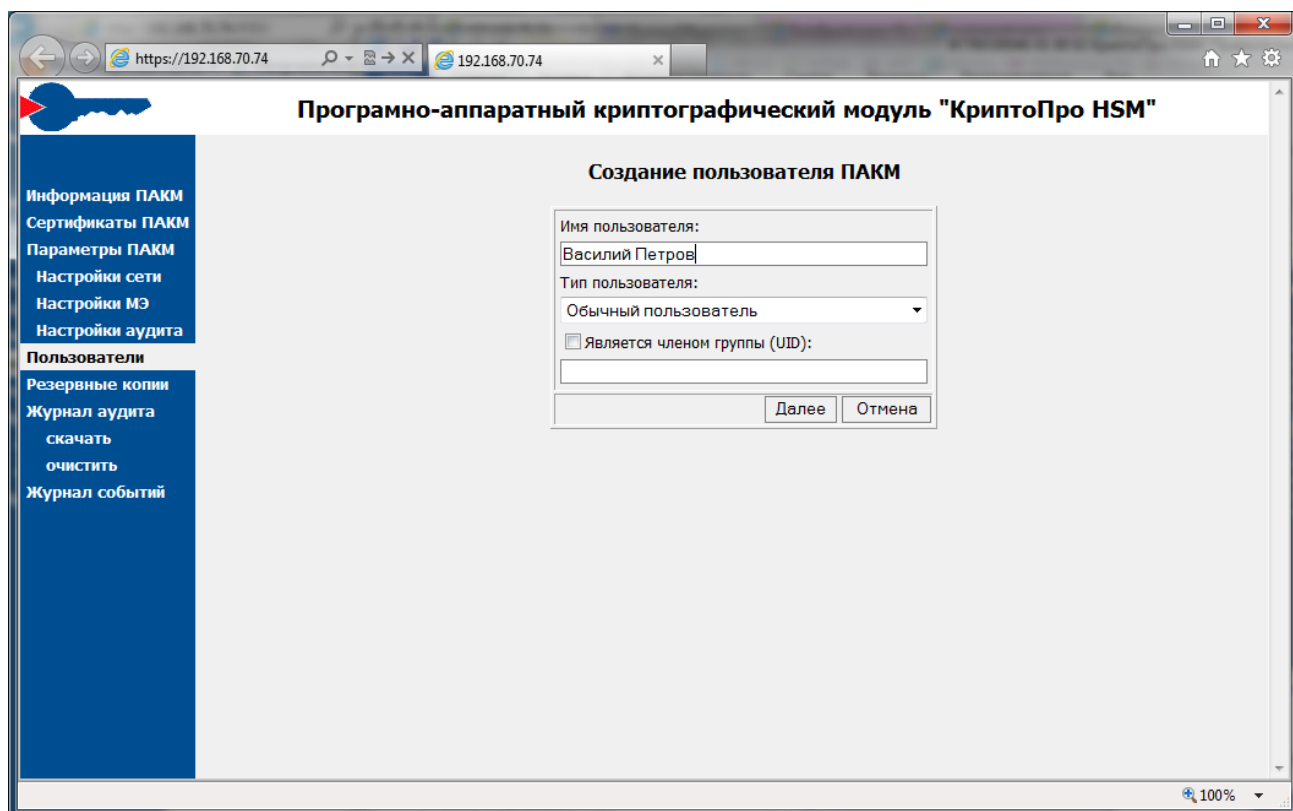 https://192.168.70.74
192.168.70.74
Програмно-аппаратный криптографический модуль "КриптоПро HSM"
Информация ПАКМ
Сертификаты ПАКМ
Параметры ПАКМ
Настройки сети
Настройки МЭ
Настройки аудита
Пользователи
Резервные копии
Журнал аудита
скачать
очистить
Журнал событий
Создание пользователя ПАКМ
Имя пользователя:
Василий Петров
Тип пользователя:
Обычный пользователь
Является членом группы (UID):
Далее Отмена
100%